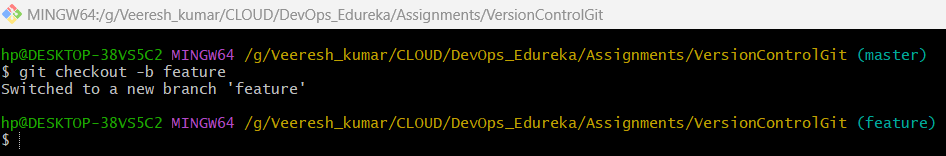 MINGW64:/g/Veeresh_kumar/CLOUD/DevOps_Edureka/Assignments/VersionControlGit
hp@DESKTOP-38VS5C2 MINGW64 /g/Veeresh_kumar/CLOUD/DevOps_Edureka/Assignments/VersionControlGit (master)
$ git checkout -b feature
Switched to a new branch 'feature'
hp@DESKTOP-38VS5C2 MINGW64 /g/Veeresh_kumar/CLOUD/DevOps_Edureka/Assignments/VersionControlGit (feature)
$